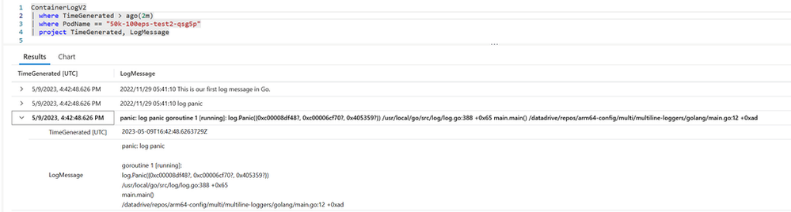 1 ContainerLogV2
2 | where TimeGenerated > ago(2m)
3 | where PodName == "50k-100eps-test2-qsg5p"
4 | project TimeGenerated, LogMessage
5
...
Results Chart
TimeGenerated [UTC] LogMessage
> 5/9/2023, 4:42:48.626 PM 2022/11/29 05:41:10 This is our first log message in Go.
> 5/9/2023, 4:42:48.626 PM 2022/11/29 05:41:10 log panic
5/9/2023, 4:42:48.626 PM panic: log panic goroutine 1 [running]: log.Panic({0xc00008df48?, 0xc00006cf70?, 0x405359?}) /usr/local/go/src/log/log.go:388 +0x65 main.main() /datadrive/repos/arm64-config/multi/multiline-loggers/golang/main.go:12 +0xad
TimeGenerated [UTC] 2023-05-09T16:42:48.6263729Z
panic: log panic
goroutine 1 [running]:
log.Panic({0xc00008df48?, 0xc00006cf70?, 0x405359?})
LogMessage /usr/local/go/src/log/log.go:388 +0x65
main.main()
/datadrive/repos/arm64-config/multi/multiline-loggers/golang/main.go:12 +0xad